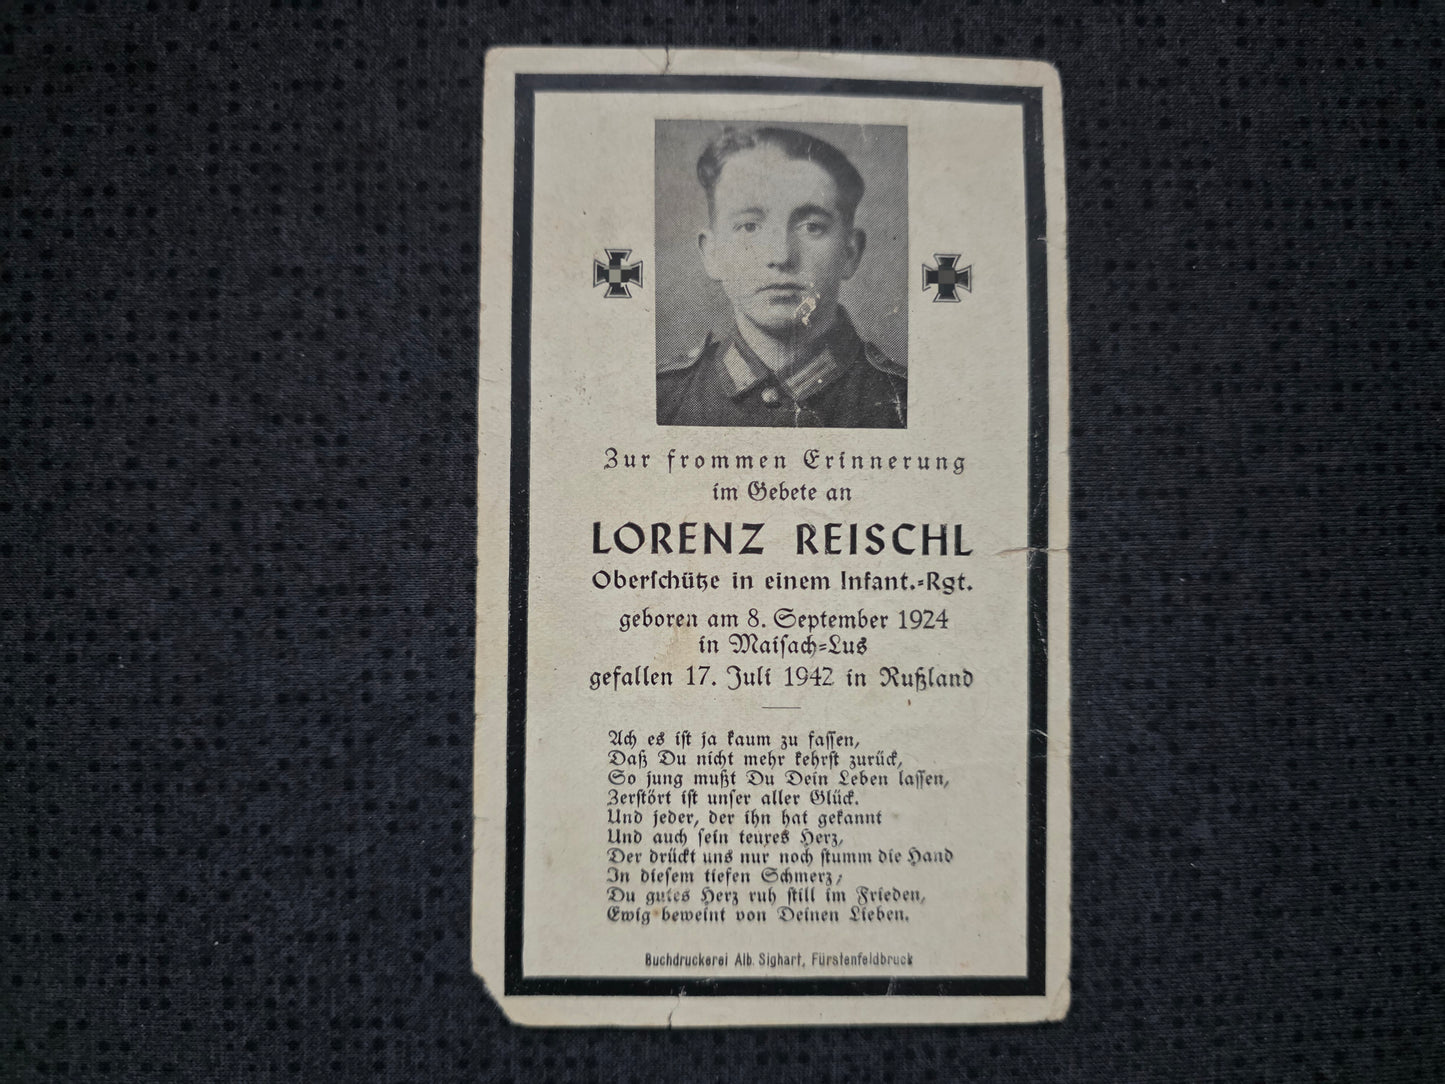 Zur frommen Erinnerung
im Gebete an
LORENZ REISCHL
Oberſchütze in einem Infant.-Rgt.
geboren am 8. September 1924
in Maiſach-Lus
gefallen 17. Juli 1942 in Rußland
Ach es iſt ja kaum zu faſſen,
Daß Du nicht mehr kehrſt zurück,
So jung mußt Du Dein Leben laſſen,
Zerſtört iſt unſer aller Glück.
Und jeder, der ihn hat gekannt
Und auch ſein teures Herz,
Der drückt uns nur noch ſtumm die Hand
In dieſem tiefen Schmerz,
Du gutes Herz ruh ſtill im Frieden,
Ewig beweint von Deinen Lieben.
Buchdruckerei Alb. Sighart, Fürstenfeldbruck